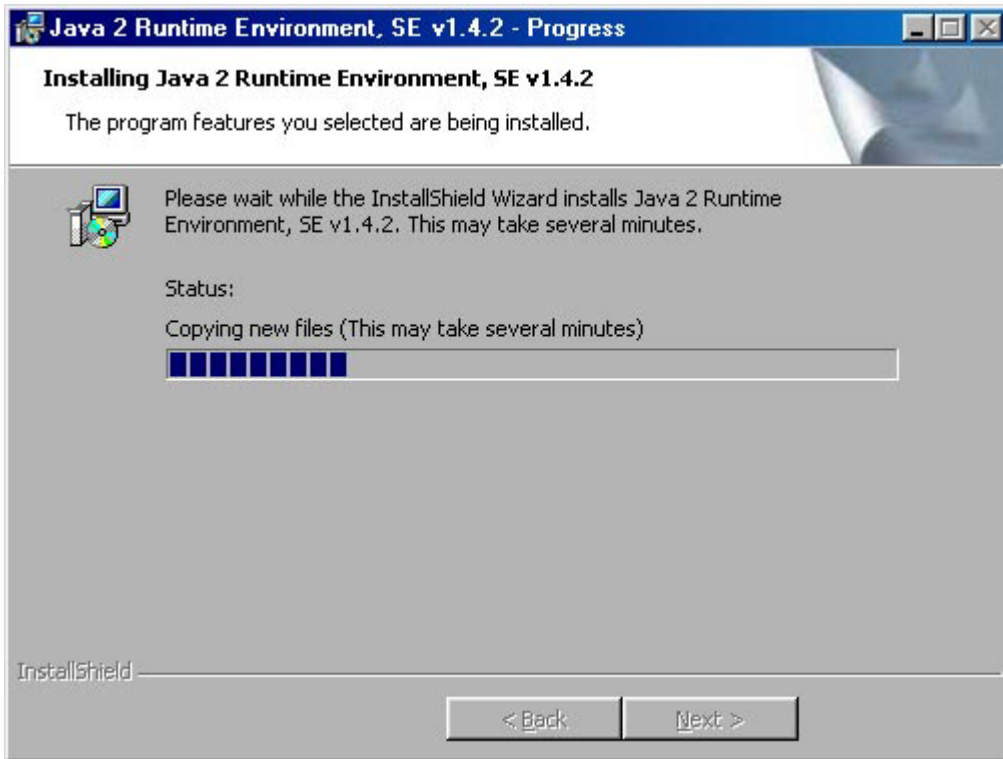 Java 2 Runtime Environment, SE v1.4.2 - Progress
Installing Java 2 Runtime Environment, SE v1.4.2
The program features you selected are being installed.
Please wait while the InstallShield Wizard installs Java 2 Runtime
Environment, SE v1.4.2. This may take several minutes.
Status:
Copying new files (This may take several minutes)
InstallShield
< Back
Next >